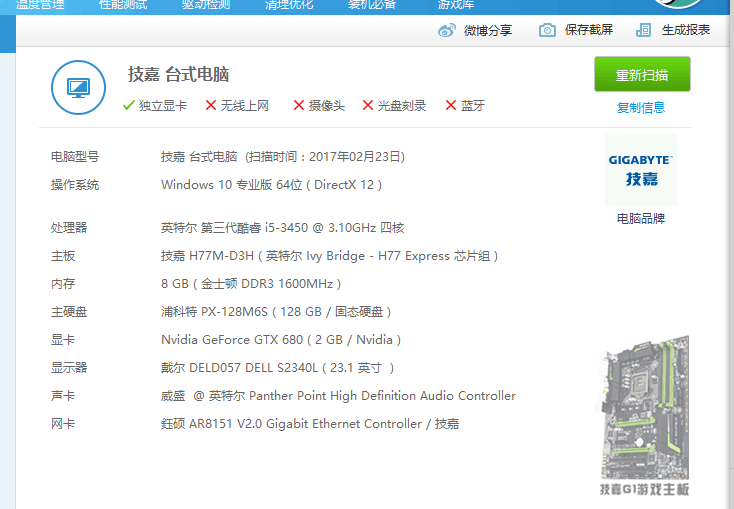 温度管理 性能测试 驱动检测 清理优化 装机必备 游戏库
微博分享 保存截屏 生成报表
技嘉 台式电脑
重新扫描
独立显卡 无线上网 摄像头 光盘刻录 蓝牙
复制信息
电脑型号 技嘉 台式电脑 (扫描时间：2017年02月23日)
操作系统 Windows 10 专业版 64位 ( DirectX 12 )
GIGABYTE™
技嘉
电脑品牌
处理器 英特尔 第三代酷睿 i5-3450 @ 3.10GHz 四核
主板 技嘉 H77M-D3H ( 英特尔 Ivy Bridge - H77 Express 芯片组 )
内存 8 GB ( 金士顿 DDR3 1600MHz )
主硬盘 浦科特 PX-128M6S ( 128 GB / 固态硬盘 )
显卡 Nvidia GeForce GTX 680 ( 2 GB / Nvidia )
显示器 戴尔 DELD057 DELL S2340L ( 23.1 英寸 )
声卡 威盛 @ 英特尔 Panther Point High Definition Audio Controller
网卡 鈺硕 AR8151 V2.0 Gigabit Ethernet Controller / 技嘉
技嘉G1游戏主板